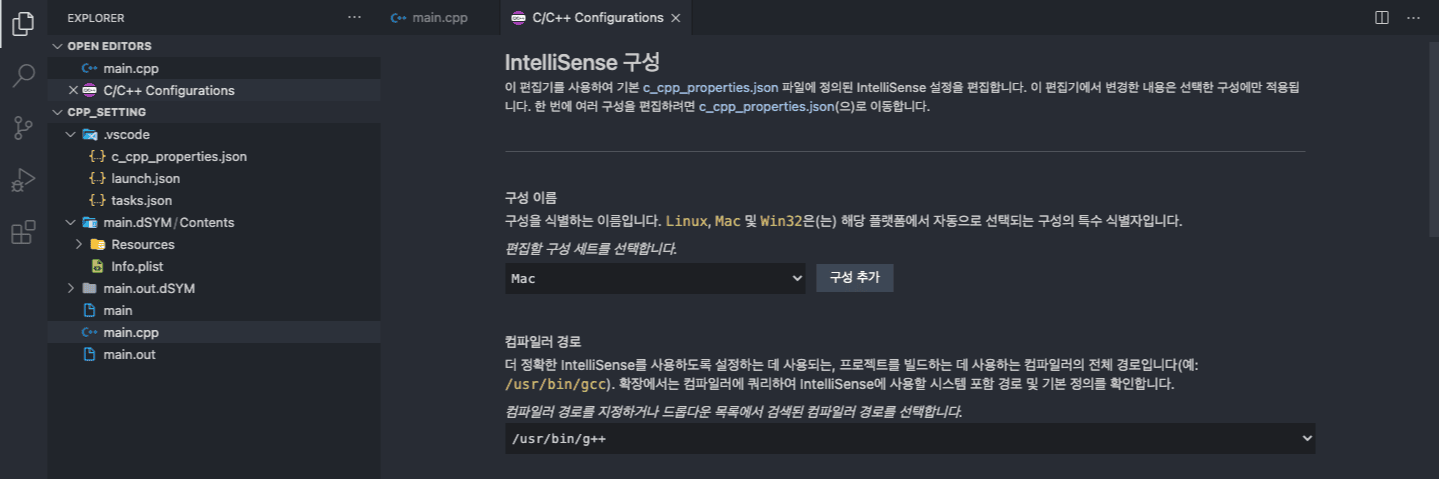 EXPLORER
OPEN EDITORS
main.cpp
C/C++ Configurations
CPP_SETTING
.vscode
{..} c_cpp_properties.json
{..} launch.json
{..} tasks.json
main.dSYM/Contents
Resources
Info.plist
main.out.dSYM
main
main.cpp
main.out
main.cpp
C/C++ Configurations
IntelliSense 구성
이 편집기를 사용하여 기본 c_cpp_properties.json 파일에 정의된 IntelliSense 설정을 편집합니다. 이 편집기에서 변경한 내용은 선택한 구성에만 적용됩
니다. 한 번에 여러 구성을 편집하려면 c_cpp_properties.json(으)로 이동합니다.
구성 이름
구성을 식별하는 이름입니다. Linux, Mac 및 Win32은(는) 해당 플랫폼에서 자동으로 선택되는 구성의 특수 식별자입니다.
편집할 구성 세트를 선택합니다.
Mac
구성 추가
컴파일러 경로
더 정확한 IntelliSense를 사용하도록 설정하는 데 사용되는, 프로젝트를 빌드하는 데 사용하는 컴파일러의 전체 경로입니다(예:
/usr/bin/gcc). 확장에서는 컴파일러에 쿼리하여 IntelliSense에 사용할 시스템 포함 경로 및 기본 정의를 확인합니다.
컴파일러 경로를 지정하거나 드롭다운 목록에서 검색된 컴파일러 경로를 선택합니다.
/usr/bin/g++